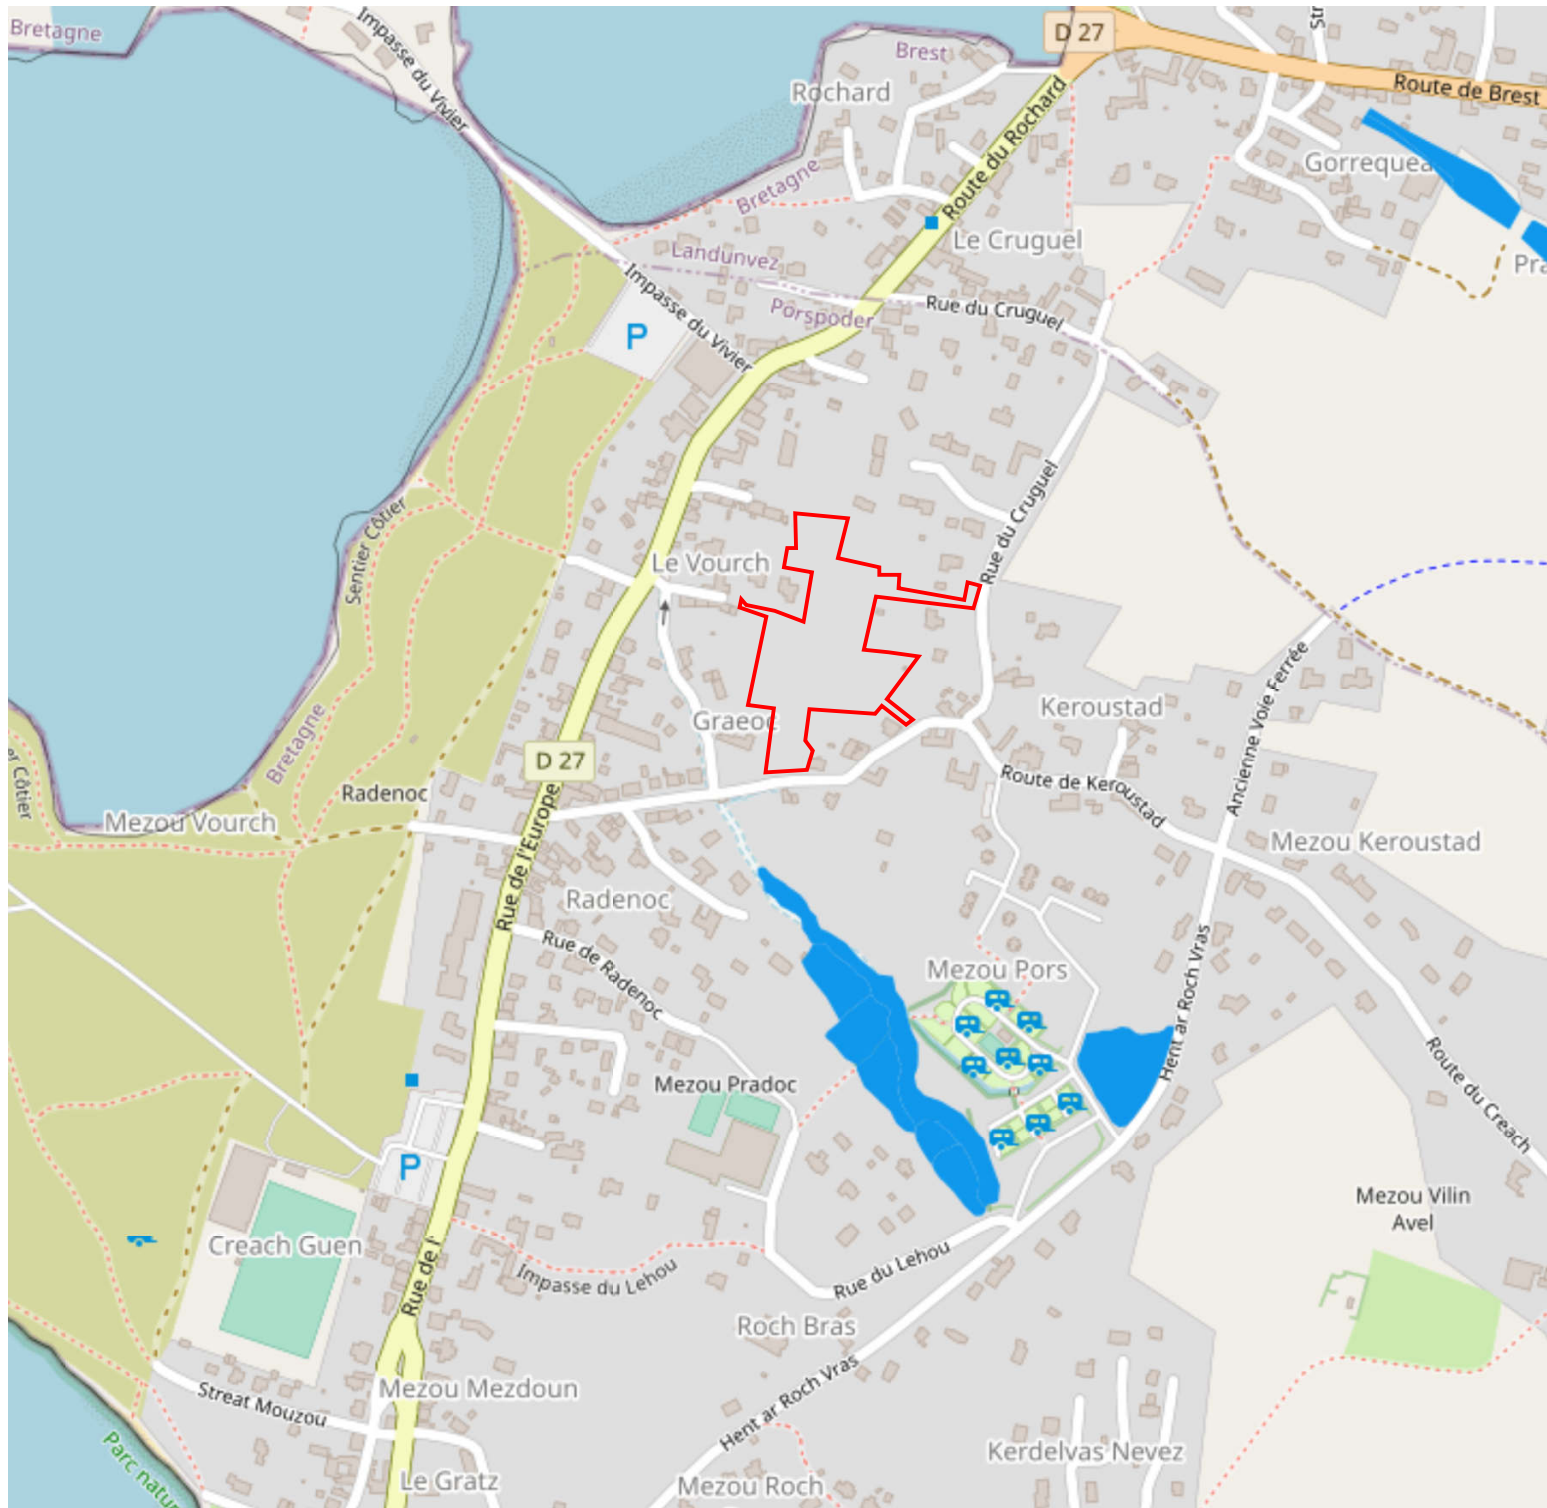 Bretagne
Impasse du Vivier
D 27
Brest
Rochard
Route de Brest
Route du Rochard
Bretagne
Le Cruguel
Landunvez
Impasse du Vivier
Porspoder
Rue du Cruguel
P
Rue du Cruguel
Sentier Côtier
Le Vourch
Ancienne Voie Ferrée
Bretagne
Graeoc
Keroustad
D 27
Route de Keroustad
er Côtier
Radenoc
Mezou Vourch
Mezou Keroustad
Rue de l'Europe
Radenoc
Rue de Radenoc
Mezou Pors
Hent ar Roch Vras
Route du Creach
Mezou Pradoc
P
Mezou Vilin
Avel
Creach Guen
Rue de l'
Impasse du Lehou
Rue du Lehou
Roch Bras
Hent ar Roch Vras
Streat Mouzou
Mezou Mezdoun
Parc natu
Le Gratz
Mezou Roch
Kerdelvas Nevez